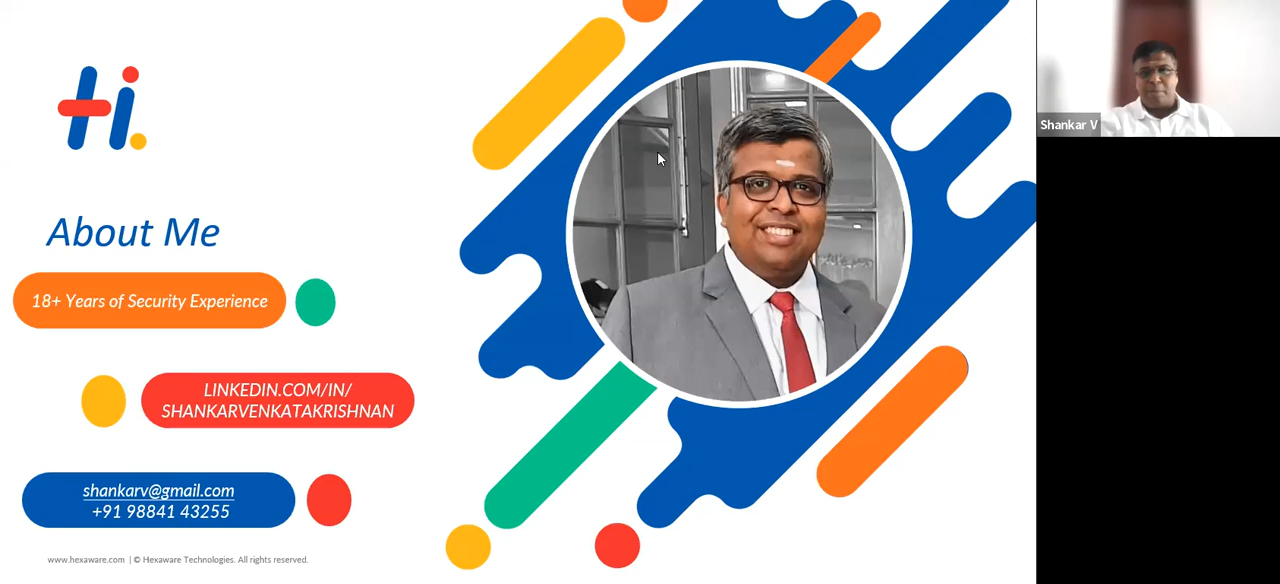 Hi.
About Me
18+ Years of Security Experience
LINKEDIN.COM/IN/
SHANKARVENKATAKRISHNAN
shankarv@gmail.com
+91 98841 43255
www.hexaware.com | © Hexaware Technologies. All rights reserved.
Shankar V